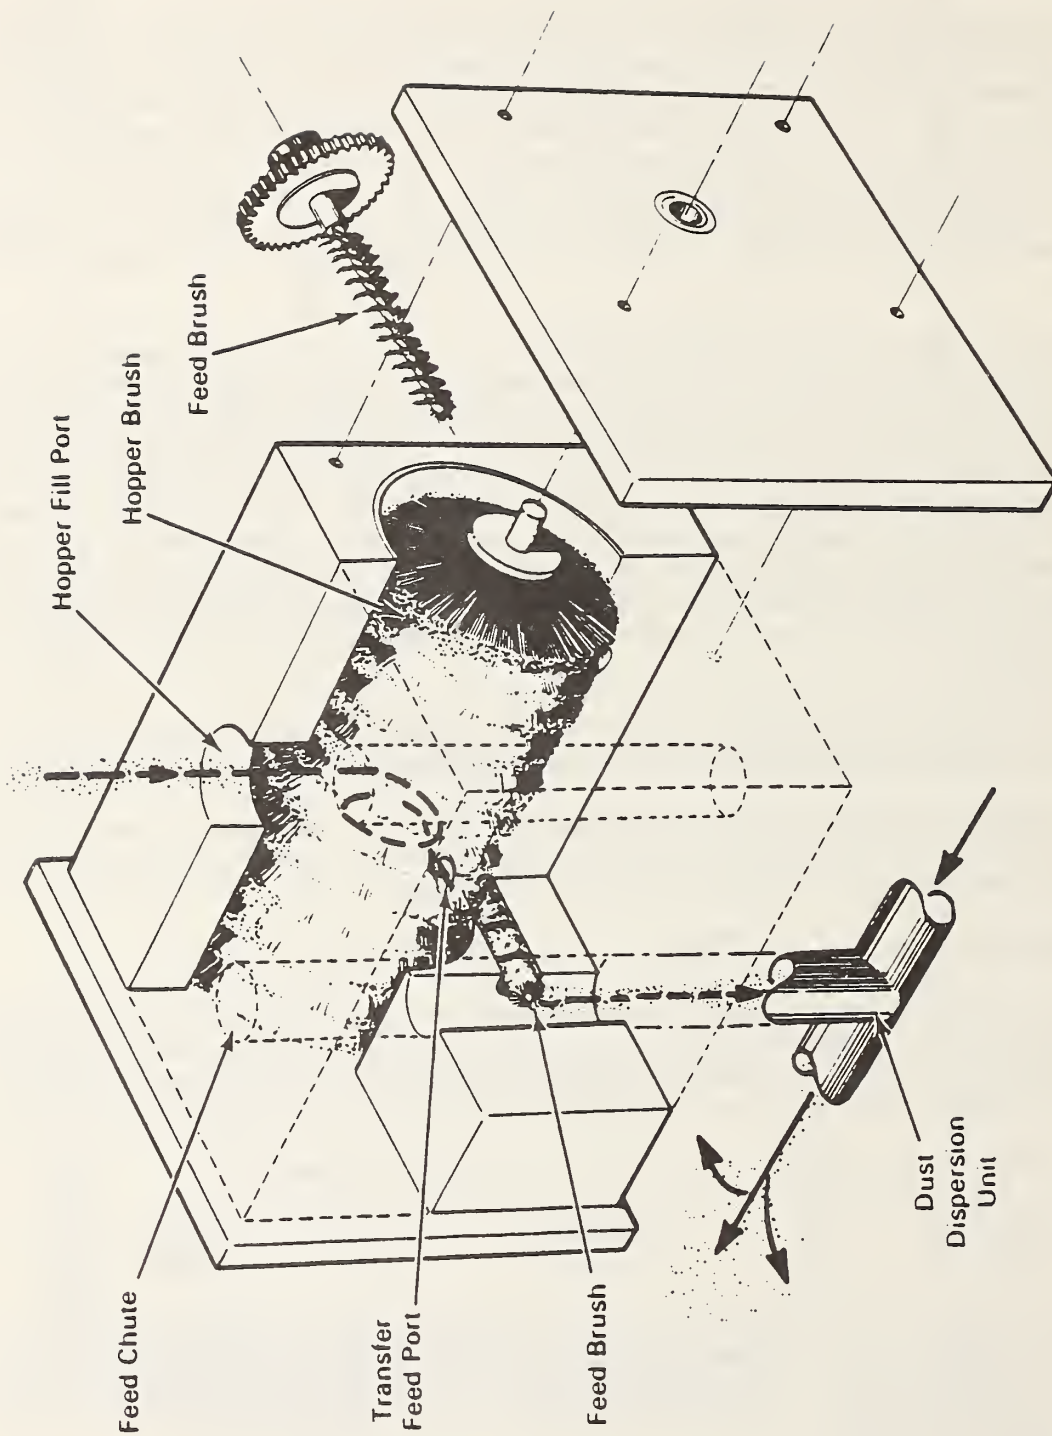 Hopper Fill Port
Feed Chute
Hopper Brush
Feed Brush
Transfer
Feed Port
Feed Brush
Dust
Dispersion
Unit